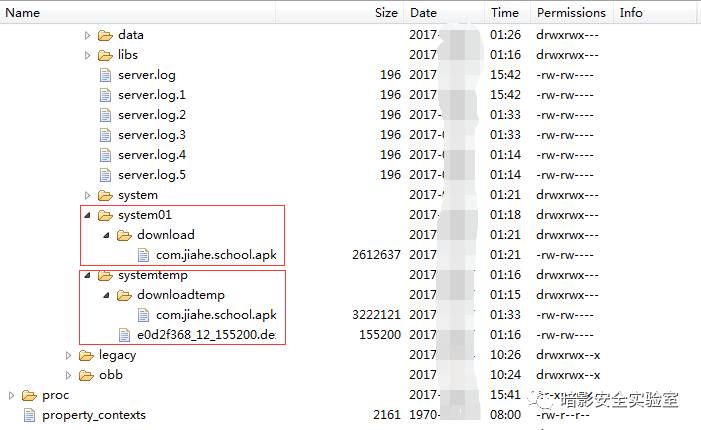 Name Size Date Time Permissions Info
data 2017- 01:26 drwxrwx---
libs 2017- 01:16 drwxrwx---
server.log 196 2017- 15:42 -rw-rw----
server.log.1 196 2017- 15:42 -rw-rw----
server.log.2 196 2017- 01:33 -rw-rw----
server.log.3 196 2017- 01:33 -rw-rw----
server.log.4 196 2017- 01:14 -rw-rw----
server.log.5 196 2017- 01:14 -rw-rw----
system 2017- 01:21 drwxrwx---
system01 2017- 01:18 drwxrwx---
download 2017- 01:21 drwxrwx---
com.jiahe.school.apk 2612637 2017- 01:21 -rw-rw----
systemtemp 2017- 01:16 drwxrwx---
downloadtemp 2017- 01:15 drwxrwx---
com.jiahe.school.apk 3222121 2017- 01:33 -rw-rw----
e0d2f368_12_155200.de 155200 2017- 01:16 -rw-rw----
legacy 2017- 10:26 drwxrwx--x
obb 2017- 10:24 drwxrwx--x
proc 2017- 15:41
property_contexts 2161 1970- 08:00 -rw-r--r--
暗影安全实验室